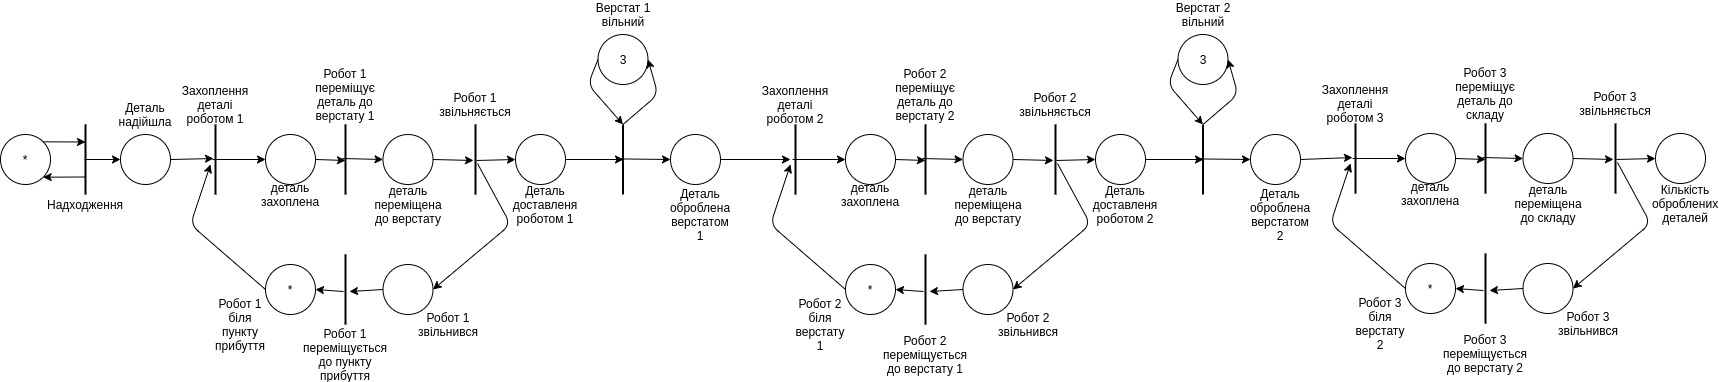 Верстат 1
вільний
3
Верстат 2
вільний
3
*
Надходження
Деталь
надійшла
Захоплення
деталі
роботом 1
деталь
захоплена
Робот 1
переміщує
деталь до
верстату 1
деталь
переміщена
до верстату
Робот 1
звільняється
Деталь
доставленя
роботом 1
Деталь
оброблена
верстатом
1
Захоплення
деталі
роботом 2
деталь
захоплена
Робот 2
переміщує
деталь до
верстату 2
деталь
переміщена
до верстату
Робот 2
звільняється
Деталь
доставленя
роботом 2
Деталь
оброблена
верстатом
2
Захоплення
деталі
роботом 3
деталь
захоплена
Робот 3
переміщує
деталь до
складу
деталь
переміщена
до складу
Робот 3
звільняється
Кількість
оброблених
деталей
*
Робот 1
біля
пункту
прибуття
Робот 1
переміщується
до пункту
прибуття
Робот 1
звільнився
*
Робот 2
біля
верстату
1
Робот 2
переміщується
до верстату 1
Робот 2
звільнився
*
Робот 3
біля
верстату
2
Робот 3
переміщується
до верстату 2
Робот 3
звільнився